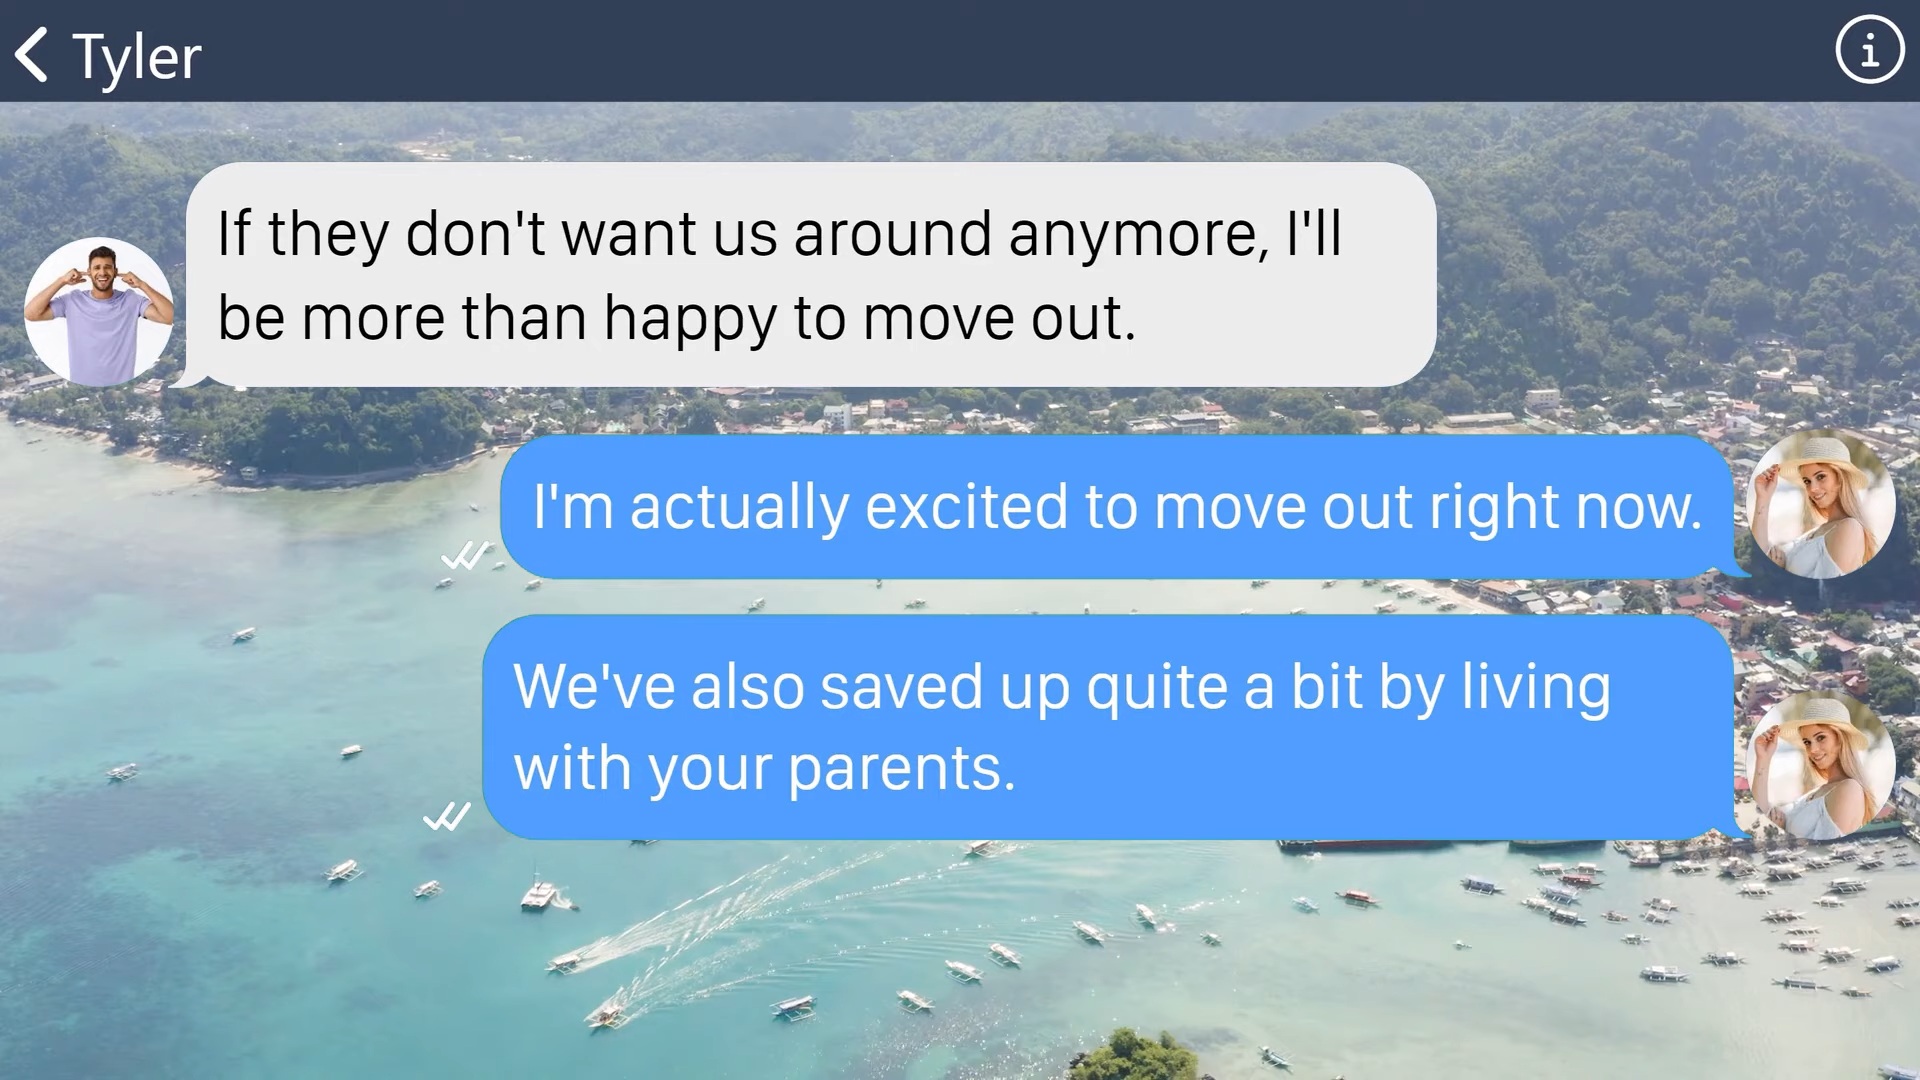 Tyler
If they don't want us around anymore, I'll
be more than happy to move out.
I'm actually excited to move out right now.
We've also saved up quite a bit by living
with your parents.